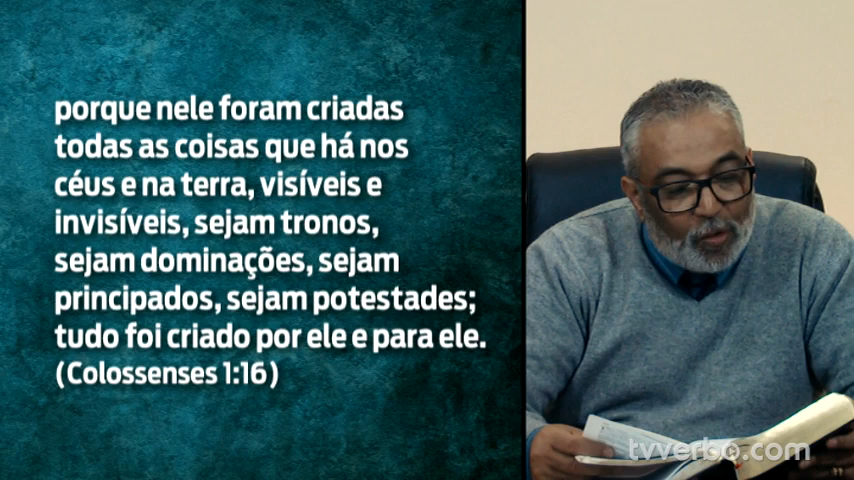 porque nele foram criadas
todas as coisas que há nos
céus e na terra, visíveis e
invisíveis, sejam tronos,
sejam dominações, sejam
principados, sejam potestades;
tudo foi criado por ele e para ele.
(Colossenses 1:16)
tvverbo.com